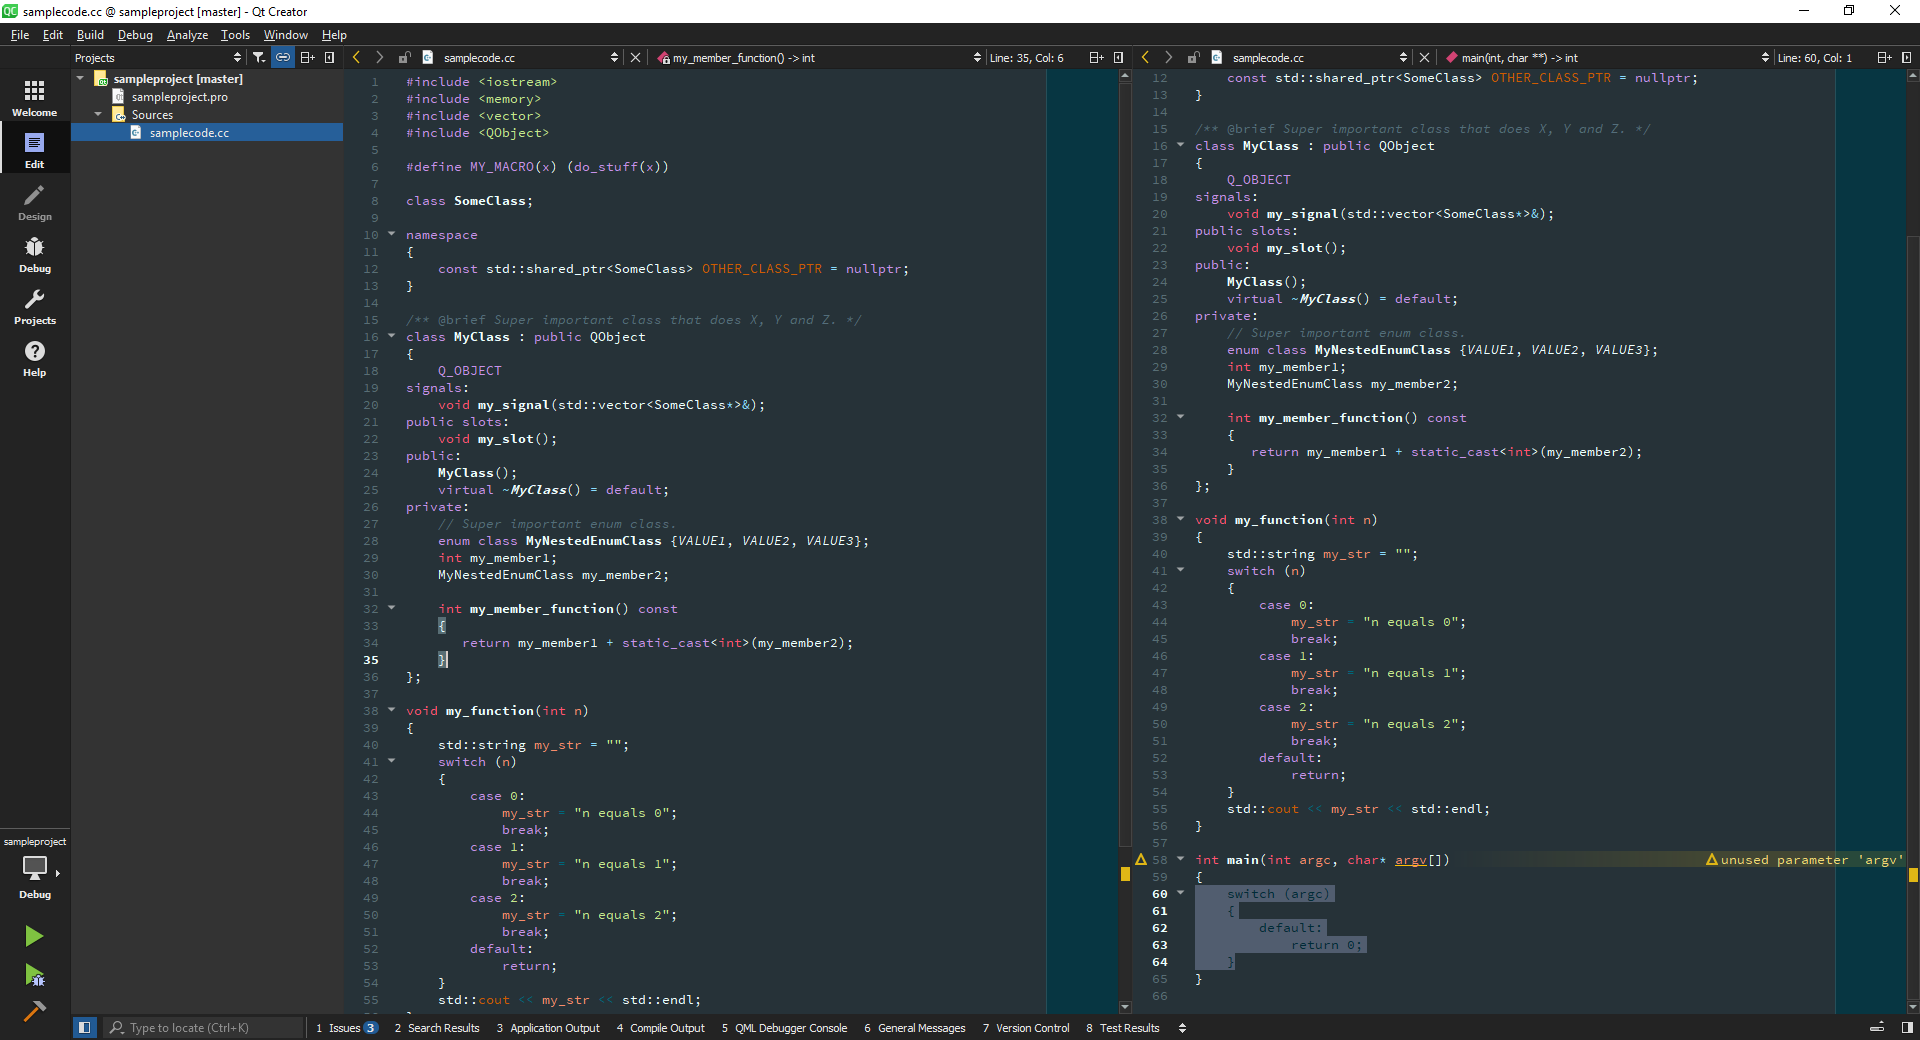 samplecode.cc @ sampleproject [master] - Qt Creator
File Edit Build Debug Analyze Tools Window Help
Projects
samplecode.cc
my_member_function() -> int
Line: 35, Col: 6
samplecode.cc
main(int, char **) -> int
Line: 60, Col: 1
Welcome
Edit
Design
Debug
Projects
Help
sampleproject
Debug
sampleproject [master]
sampleproject.pro
Sources
samplecode.cc
1 #include <iostream>
2 #include <memory>
3 #include <vector>
4 #include <QObject>
5
6 #define MY_MACRO(x) (do_stuff(x))
7
8 class SomeClass;
9
10 namespace
11 {
12     const std::shared_ptr<SomeClass> OTHER_CLASS_PTR = nullptr;
13 }
14
15 /** @brief Super important class that does X, Y and Z. */
16 class MyClass : public QObject
17 {
18     Q_OBJECT
19 signals:
20     void my_signal(std::vector<SomeClass*>&);
21 public slots:
22     void my_slot();
23 public:
24     MyClass();
25     virtual ~MyClass() = default;
26 private:
27     // Super important enum class.
28     enum class MyNestedEnumClass {VALUE1, VALUE2, VALUE3};
29     int my_member1;
30     MyNestedEnumClass my_member2;
31
32     int my_member_function() const
33     {
34        return my_member1 + static_cast<int>(my_member2);
35     }
36 };
37
38 void my_function(int n)
39 {
40     std::string my_str = "";
41     switch (n)
42     {
43         case 0:
44             my_str = "n equals 0";
45             break;
46         case 1:
47             my_str = "n equals 1";
48             break;
49         case 2:
50             my_str = "n equals 2";
51             break;
52         default:
53             return;
54     }
55     std::cout << my_str << std::endl;
12     const std::shared_ptr<SomeClass> OTHER_CLASS_PTR = nullptr;
13 }
14
15 /** @brief Super important class that does X, Y and Z. */
16 class MyClass : public QObject
17 {
18     Q_OBJECT
19 signals:
20     void my_signal(std::vector<SomeClass*>&);
21 public slots:
22     void my_slot();
23 public:
24     MyClass();
25     virtual ~MyClass() = default;
26 private:
27     // Super important enum class.
28     enum class MyNestedEnumClass {VALUE1, VALUE2, VALUE3};
29     int my_member1;
30     MyNestedEnumClass my_member2;
31
32     int my_member_function() const
33     {
34        return my_member1 + static_cast<int>(my_member2);
35     }
36 };
37
38 void my_function(int n)
39 {
40     std::string my_str = "";
41     switch (n)
42     {
43         case 0:
44             my_str = "n equals 0";
45             break;
46         case 1:
47             my_str = "n equals 1";
48             break;
49         case 2:
50             my_str = "n equals 2";
51             break;
52         default:
53             return;
54     }
55     std::cout << my_str << std::endl;
56 }
57
58 int main(int argc, char* argv[]) unused parameter 'argv'
59 {
60     switch (argc)
61     {
62         default:
63             return 0;
64     }
65 }
66
Type to locate (Ctrl+K)
1 Issues 3
2 Search Results
3 Application Output
4 Compile Output
5 QML Debugger Console
6 General Messages
7 Version Control
8 Test Results